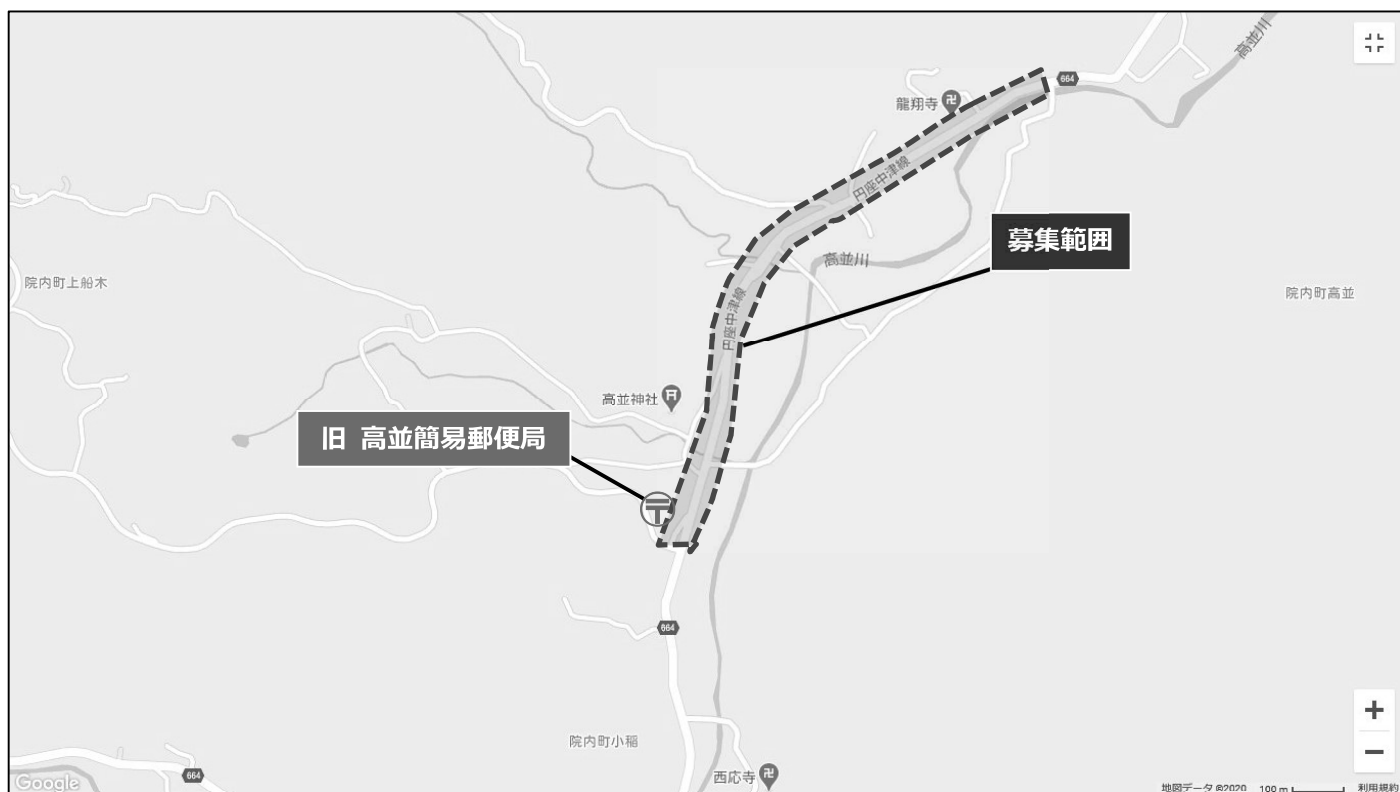 高並川
664
龍翔寺
円座中津線
募集範囲
高並川
院内町上船木
院内町高並
円座中津線
高並神社
旧 高並簡易郵便局
664
院内町小稲
664
西応寺
Google
地図データ ©2020
100 m
利用規約